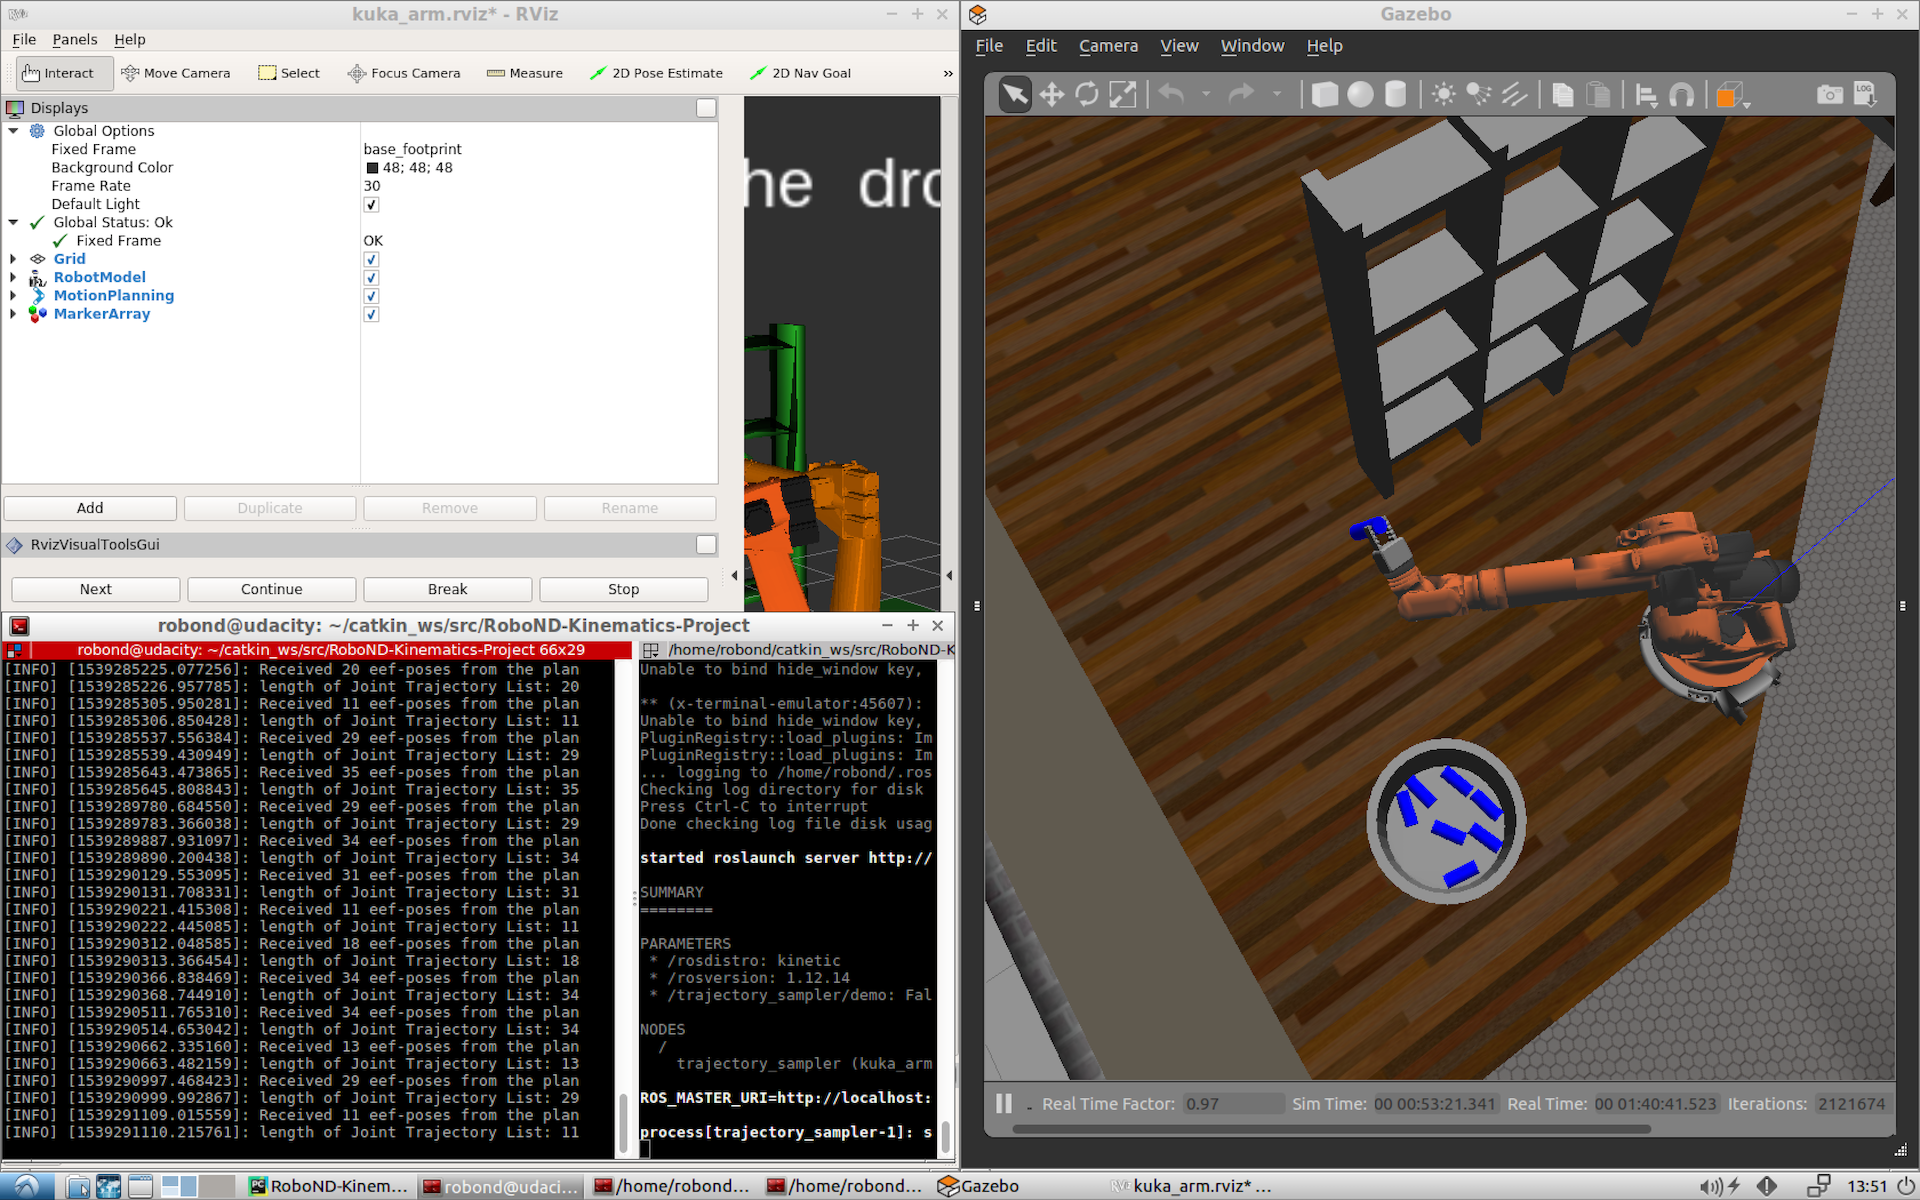 kuka_arm.rviz* - RViz
File Panels Help
Interact Move Camera Select Focus Camera Measure 2D Pose Estimate 2D Nav Goal »
Displays
Global Options
Fixed Frame base_footprint
Background Color 48; 48; 48
Frame Rate 30
Default Light
Global Status: Ok
Fixed Frame OK
Grid
RobotModel
MotionPlanning
MarkerArray
Add Duplicate Remove Rename
RvizVisualToolsGui
Next Continue Break Stop
he dro
robond@udacity: ~/catkin_ws/src/RoboND-Kinematics-Project
robond@udacity: ~/catkin_ws/src/RoboND-Kinematics-Project 66x29
[INFO] [1539285225.077256]: Received 20 eef-poses from the plan
[INFO] [1539285226.957785]: length of Joint Trajectory List: 20
[INFO] [1539285305.950281]: Received 11 eef-poses from the plan
[INFO] [1539285306.850428]: length of Joint Trajectory List: 11
[INFO] [1539285537.556384]: Received 29 eef-poses from the plan
[INFO] [1539285539.430949]: length of Joint Trajectory List: 29
[INFO] [1539285643.473865]: Received 35 eef-poses from the plan
[INFO] [1539285645.808843]: length of Joint Trajectory List: 35
[INFO] [1539289780.684550]: Received 29 eef-poses from the plan
[INFO] [1539289783.366038]: length of Joint Trajectory List: 29
[INFO] [1539289887.931097]: Received 34 eef-poses from the plan
[INFO] [1539289890.200438]: length of Joint Trajectory List: 34
[INFO] [1539290129.553095]: Received 31 eef-poses from the plan
[INFO] [1539290131.708331]: length of Joint Trajectory List: 31
[INFO] [1539290221.415308]: Received 11 eef-poses from the plan
[INFO] [1539290222.445085]: length of Joint Trajectory List: 11
[INFO] [1539290312.048585]: Received 18 eef-poses from the plan
[INFO] [1539290313.366454]: length of Joint Trajectory List: 18
[INFO] [1539290366.838469]: Received 34 eef-poses from the plan
[INFO] [1539290368.744910]: length of Joint Trajectory List: 34
[INFO] [1539290511.765310]: Received 34 eef-poses from the plan
[INFO] [1539290514.653042]: length of Joint Trajectory List: 34
[INFO] [1539290662.335160]: Received 13 eef-poses from the plan
[INFO] [1539290663.482159]: length of Joint Trajectory List: 13
[INFO] [1539290997.468423]: Received 29 eef-poses from the plan
[INFO] [1539290999.992867]: length of Joint Trajectory List: 29
[INFO] [1539291109.015559]: Received 11 eef-poses from the plan
[INFO] [1539291110.215761]: length of Joint Trajectory List: 11
/home/robond/catkin_ws/src/RoboND-K
Unable to bind hide_window key,
** (x-terminal-emulator:45607):
Unable to bind hide_window key,
PluginRegistry::load_plugins: Im
PluginRegistry::load_plugins: Im
... logging to /home/robond/.ros
Checking log directory for disk
Press Ctrl-C to interrupt
Done checking log file disk usag
started roslaunch server http://
SUMMARY
========
PARAMETERS
* /rosdistro: kinetic
* /rosversion: 1.12.14
* /trajectory_sampler/demo: Fal
NODES
/
trajectory_sampler (kuka_arm
ROS_MASTER_URI=http://localhost:
process[trajectory_sampler-1]: s
Gazebo
File Edit Camera View Window Help
LOG
Real Time Factor: 0.97 Sim Time: 00 00:53:21.341 Real Time: 00 01:40:41.523 Iterations: 2121674
RoboND-Kinem... robond@udaci... /home/robond... /home/robond... Gazebo kuka_arm.rviz* ... 13:51